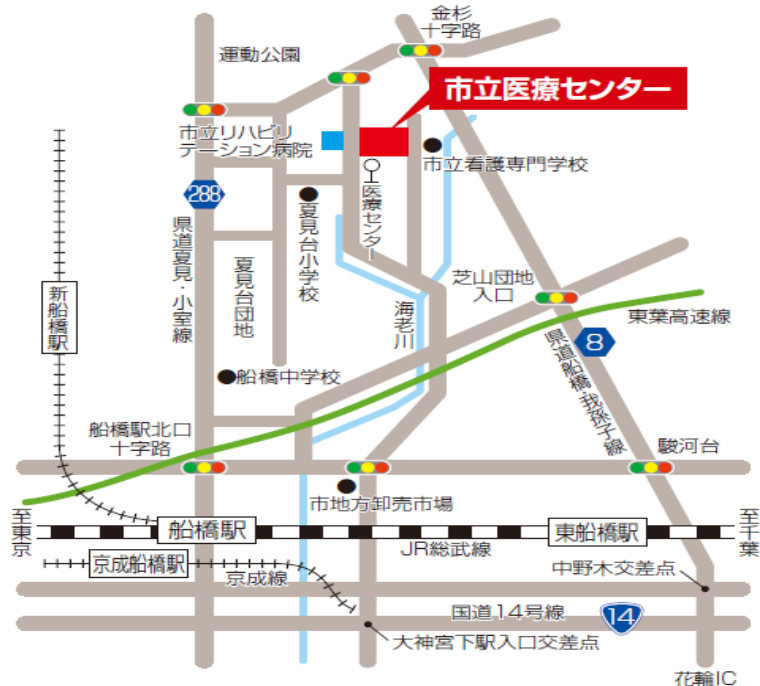 金杉
十字路
運動公園
市立医療センター
市立リハビリ
テーション病院
市立看護専門学校
医療センター
288
夏見台小学校
県道夏見・小室線
夏見台団地
新船橋駅
芝山団地
入口
海老川
東葉高速線
8
県道船橋・我孫子線
船橋中学校
船橋駅北口
十字路
駿河台
市地方卸売市場
至東京
船橋駅
東船橋駅
至千葉
JR総武線
京成船橋駅
京成線
中野木交差点
国道14号線
14
大神宮下駅入口交差点
花輪IC